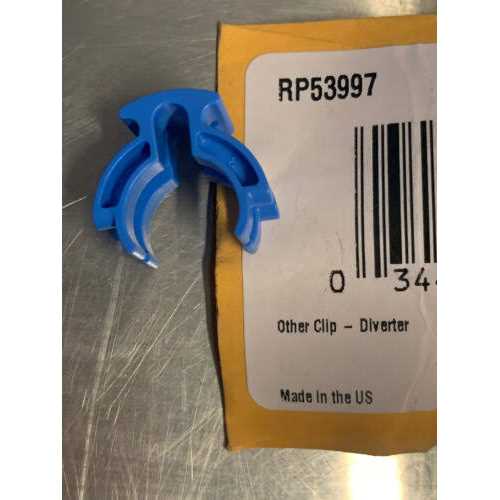 RP53997
0 34
Other Clip – Diverter
Made in the US